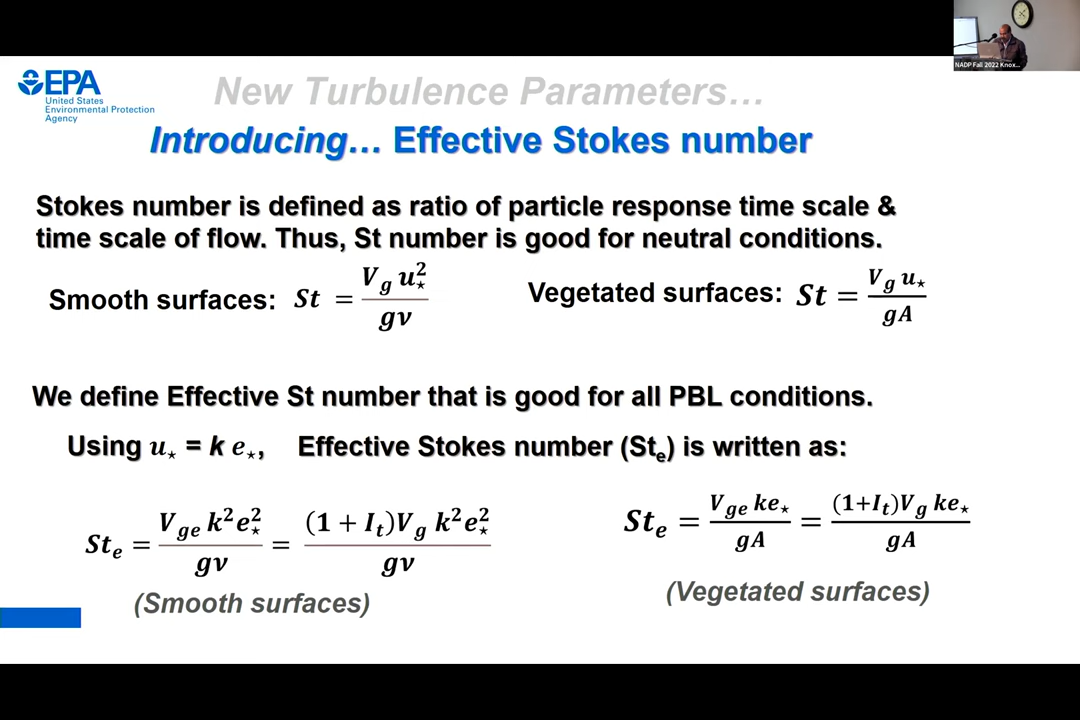 NADP Fall 2022 Knox...
EPA
United States
Environmental Protection
Agency
New Turbulence Parameters...
Introducing... Effective Stokes number
Stokes number is defined as ratio of particle response time scale &
time scale of flow. Thus, St number is good for neutral conditions.
Smooth surfaces: St = V_g u_⋆^2 / gν
Vegetated surfaces: St = V_g u_⋆ / gA
We define Effective St number that is good for all PBL conditions.
Using u_⋆ = k e_⋆, Effective Stokes number (St_e) is written as:
St_e = V_ge k^2 e_⋆^2 / gν = (1 + I_t)V_g k^2 e_⋆^2 / gν
(Smooth surfaces)
St_e = V_ge ke_⋆ / gA = (1+I_t)V_g ke_⋆ / gA
(Vegetated surfaces)